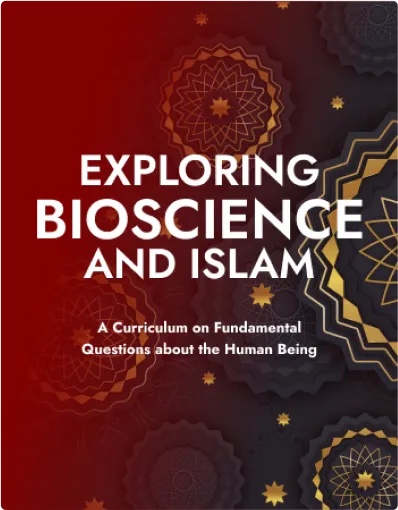 EXPLORING
BIOSCIENCE
AND ISLAM
A Curriculum on Fundamental
Questions about the Human Being